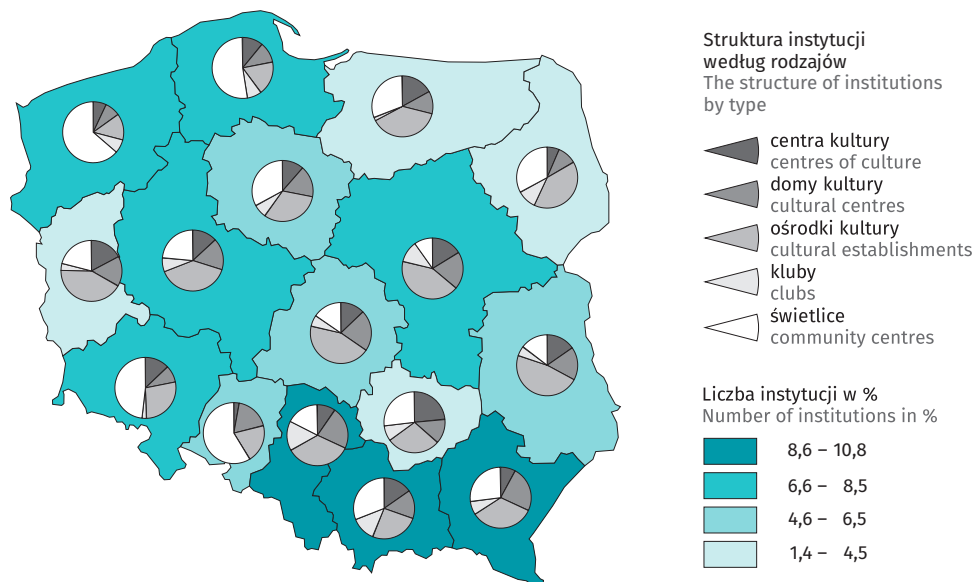 Struktura instytucji
według rodzajów
The structure of institutions
by type
centra kultury
centres of culture
domy kultury
cultural centres
ośrodki kultury
cultural establishments
kluby
clubs
świetlice
community centres
Liczba instytucji w %
Number of institutions in %
8,6 – 10,8
6,6 – 8,5
4,6 – 6,5
1,4 – 4,5